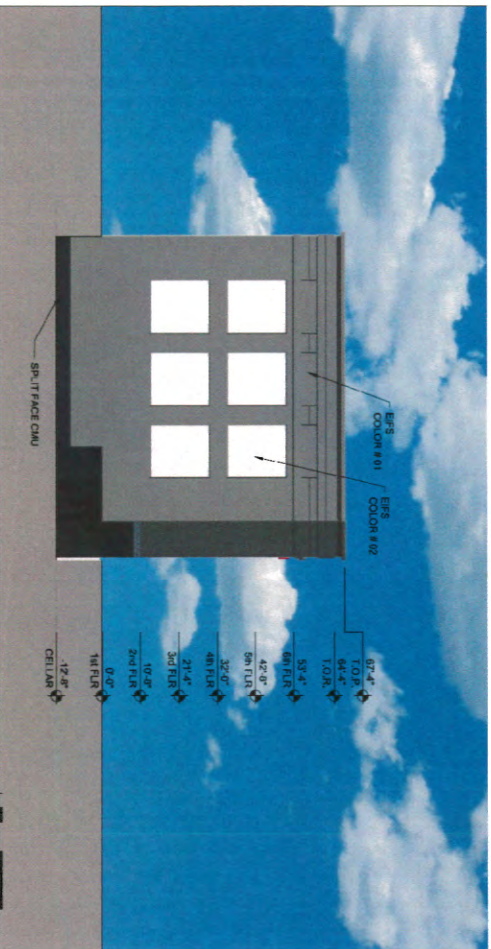 EIFS
COLOR # 01
EIFS
COLOR # 02
67'-4"
T.O.P.
64'-4"
T.O.R.
53'-4"
6th FLR
42'-8"
5th FLR
32'-0"
4th FLR
21'-4"
3rd FLR
10'-8"
2nd FLR
0'-0"
1st FLR
-12'-8"
CELLAR
SPLIT FACE CMU